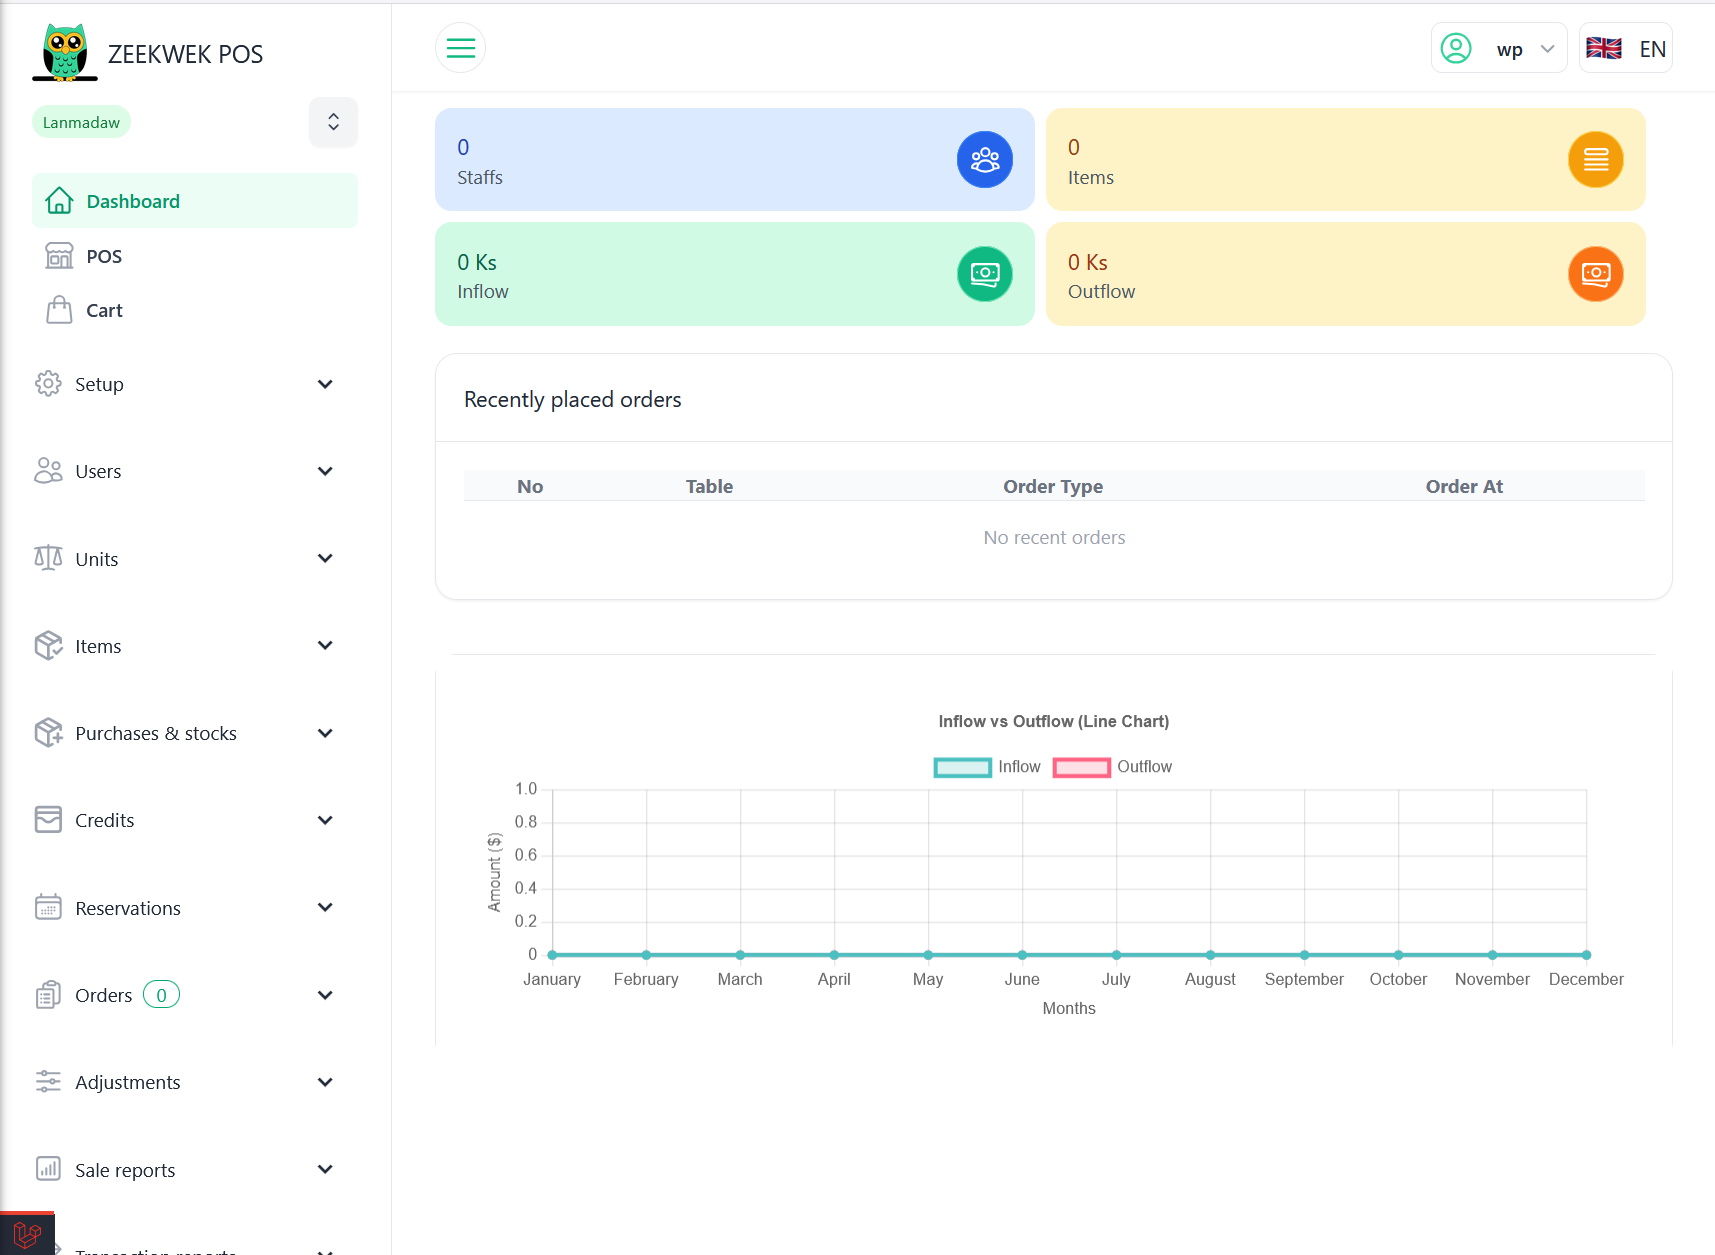 ZEEKWEK POS
Lanmadaw
Dashboard
POS
Cart
Setup
Users
Units
Items
Purchases & stocks
Credits
Reservations
Orders 0
Adjustments
Sale reports
Transaction reports
wp
EN
0
Staffs
0
Items
0 Ks
Inflow
0 Ks
Outflow
Recently placed orders
No Table Order Type Order At
No recent orders
Inflow vs Outflow (Line Chart)
Inflow Outflow
Amount ($)
1.0
0.8
0.6
0.4
0.2
0
January February March April May June July August September October November December
Months